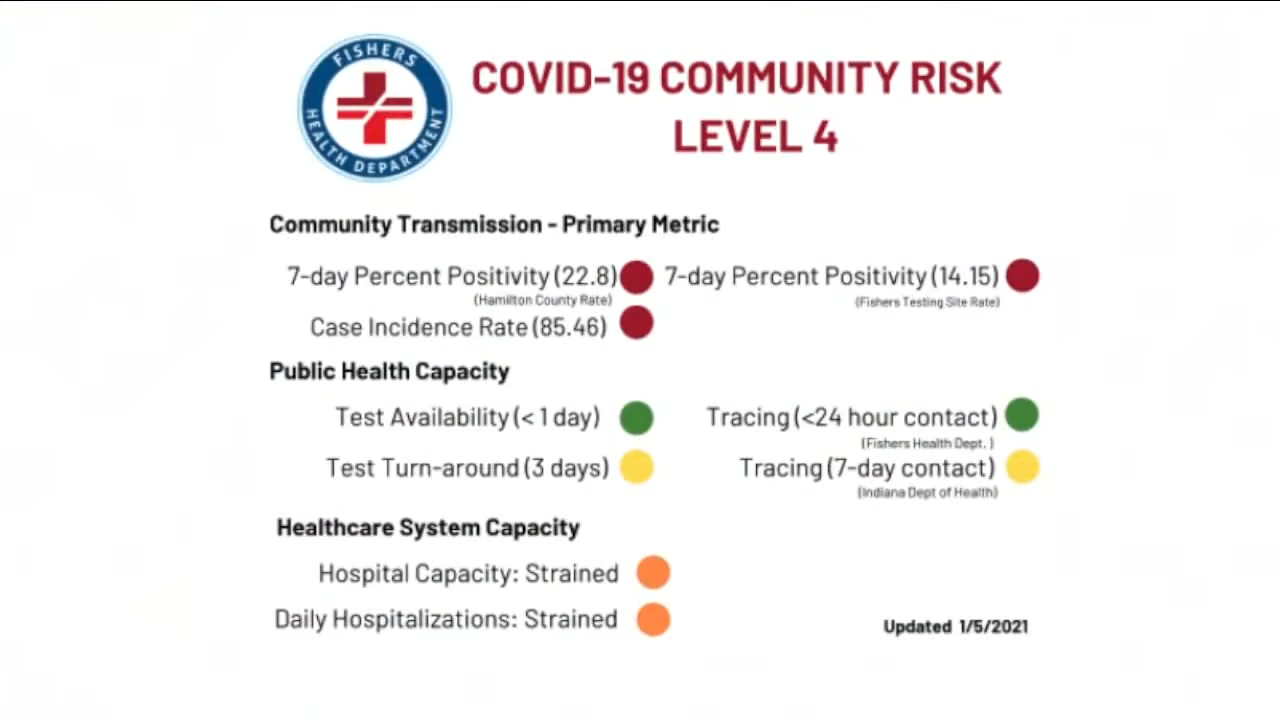 FISHERS
HEALTH DEPARTMENT
COVID-19 COMMUNITY RISK
LEVEL 4
Community Transmission - Primary Metric
7-day Percent Positivity (22.8) 7-day Percent Positivity (14.15)
(Hamilton County Rate) (Fishers Testing Site Rate)
Case Incidence Rate (85.46)
Public Health Capacity
Test Availability (< 1 day) Tracing (<24 hour contact)
(Fishers Health Dept. )
Test Turn-around (3 days) Tracing (7-day contact)
(Indiana Dept of Health)
Healthcare System Capacity
Hospital Capacity: Strained
Daily Hospitalizations: Strained
Updated 1/5/2021